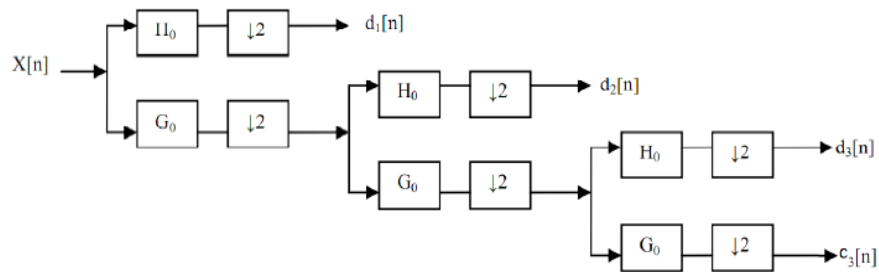 H₀ ↓2 d₁[n]
X[n]
G₀ ↓2 H₀ ↓2 d₂[n]
G₀ ↓2 H₀ ↓2 d₃[n]
G₀ ↓2 c₃[n]